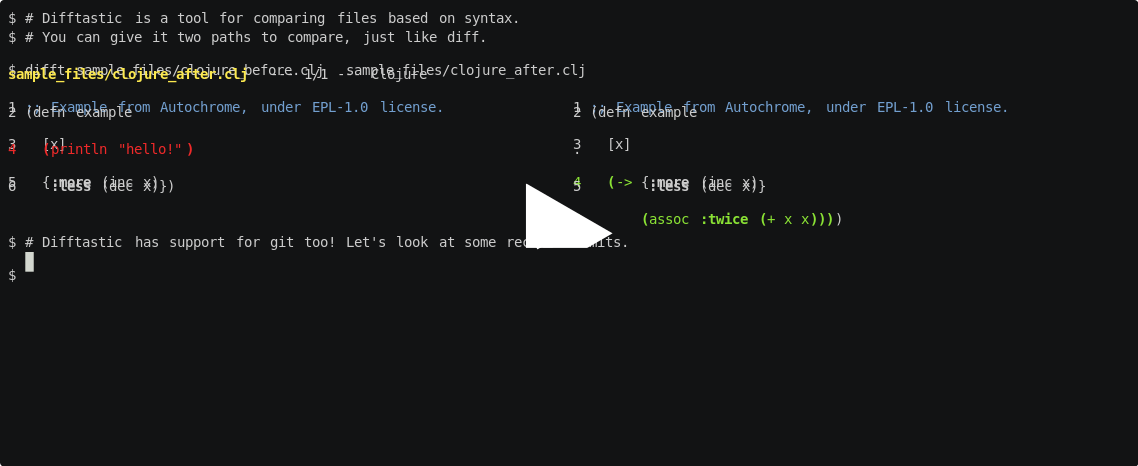 $ # Difftastic is a tool for comparing files based on syntax.
$ # You can give it two paths to compare, just like diff.
$ difft sample_files/clojure_before.clj sample_files/clojure_after.clj
sample_files/clojure_after.clj --- 1/1 --- Clojure
1 ;; Example from Autochrome, under EPL-1.0 license. 1 ;; Example from Autochrome, under EPL-1.0 license.
2 (defn example 2 (defn example
3 [x] 3 [x]
4 (println "hello!") .
5 {:more (inc x) 4 (-> {:more (inc x)
6 :less (dec x)}) 5 :less (dec x)}
(assoc :twice (+ x x))))
$ # Difftastic has support for git too! Let's look at some
$